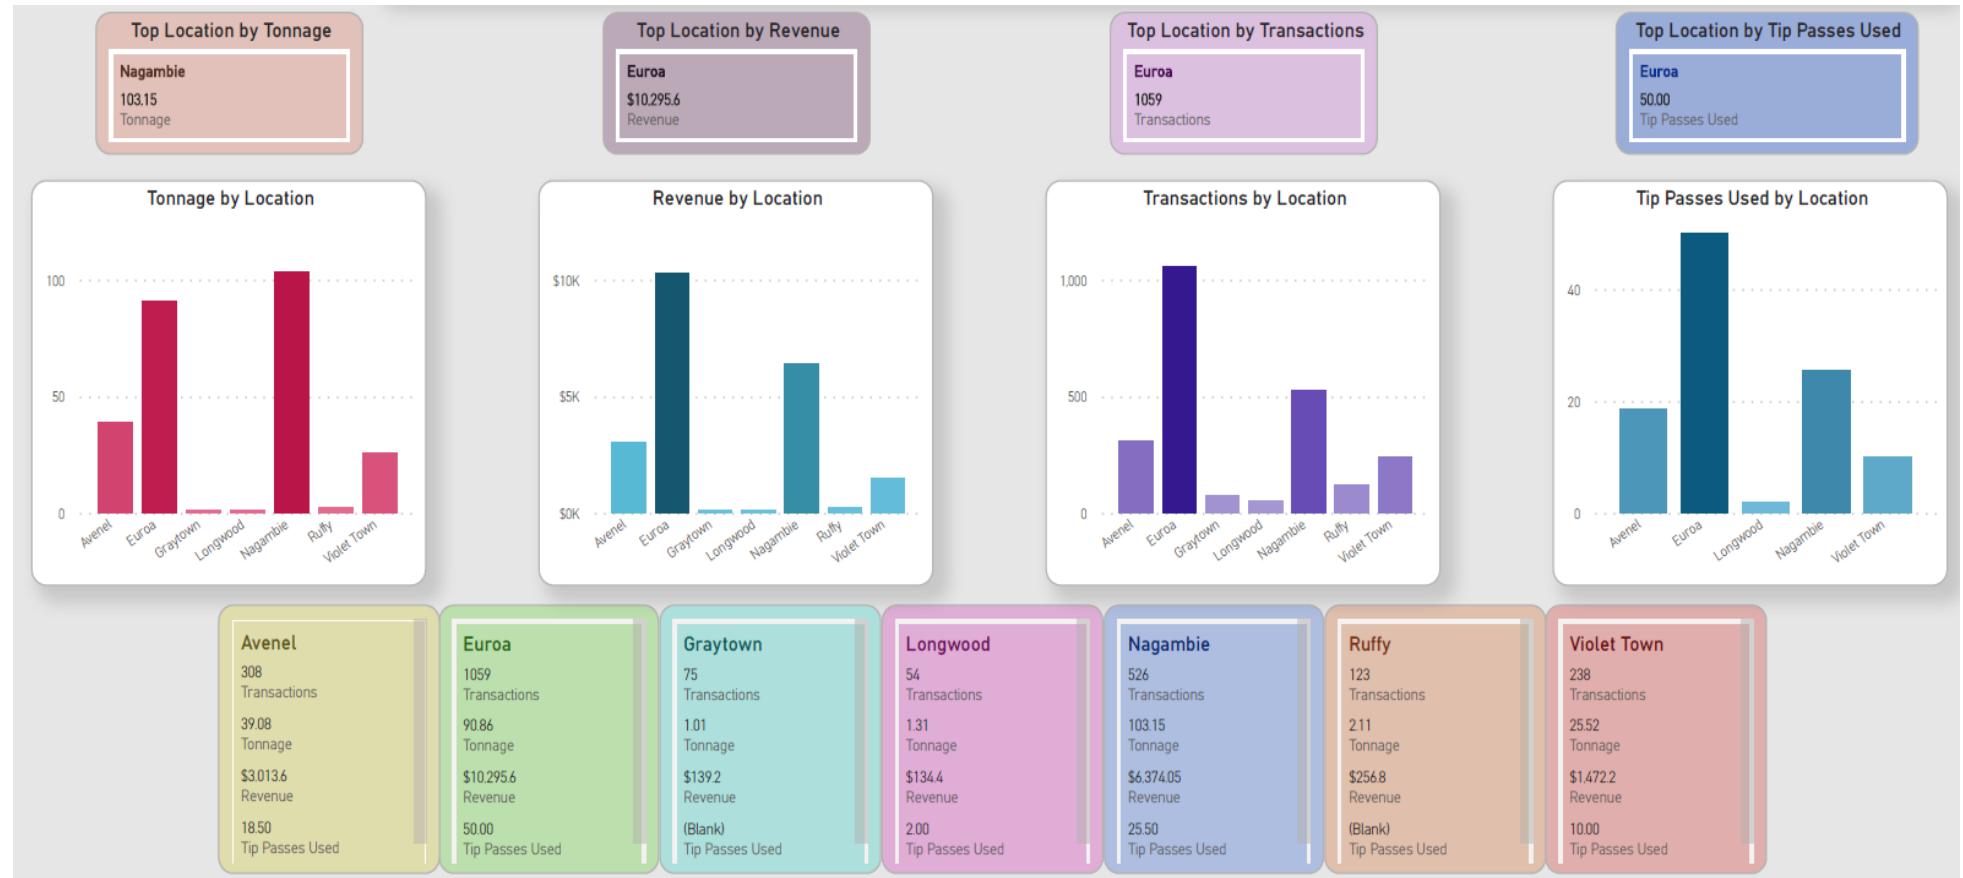 Top Location by Tonnage
Nagambie
103.15
Tonnage
Top Location by Revenue
Euroa
$10,295.6
Revenue
Top Location by Transactions
Euroa
1059
Transactions
Top Location by Tip Passes Used
Euroa
50.00
Tip Passes Used
Tonnage by Location
100
50
0
Avenel
Euroa
Graytown
Longwood
Nagambie
Ruffy
Violet Town
Revenue by Location
$10K
$5K
$0K
Avenel
Euroa
Graytown
Longwood
Nagambie
Ruffy
Violet Town
Transactions by Location
1,000
500
0
Avenel
Euroa
Graytown
Longwood
Nagambie
Ruffy
Violet Town
Tip Passes Used by Location
40
20
0
Avenel
Euroa
Longwood
Nagambie
Violet Town
Avenel
308
Transactions
39.08
Tonnage
$3,013.6
Revenue
18.50
Tip Passes Used
Euroa
1059
Transactions
90.86
Tonnage
$10,295.6
Revenue
50.00
Tip Passes Used
Graytown
75
Transactions
1.01
Tonnage
$139.2
Revenue
(Blank)
Tip Passes Used
Longwood
54
Transactions
1.31
Tonnage
$134.4
Revenue
2.00
Tip Passes Used
Nagambie
526
Transactions
103.15
Tonnage
$6,374.05
Revenue
25.50
Tip Passes Used
Ruffy
123
Transactions
2.11
Tonnage
$256.8
Revenue
(Blank)
Tip Passes Used
Violet Town
238
Transactions
25.52
Tonnage
$1,472.2
Revenue
10.00
Tip Passes Used